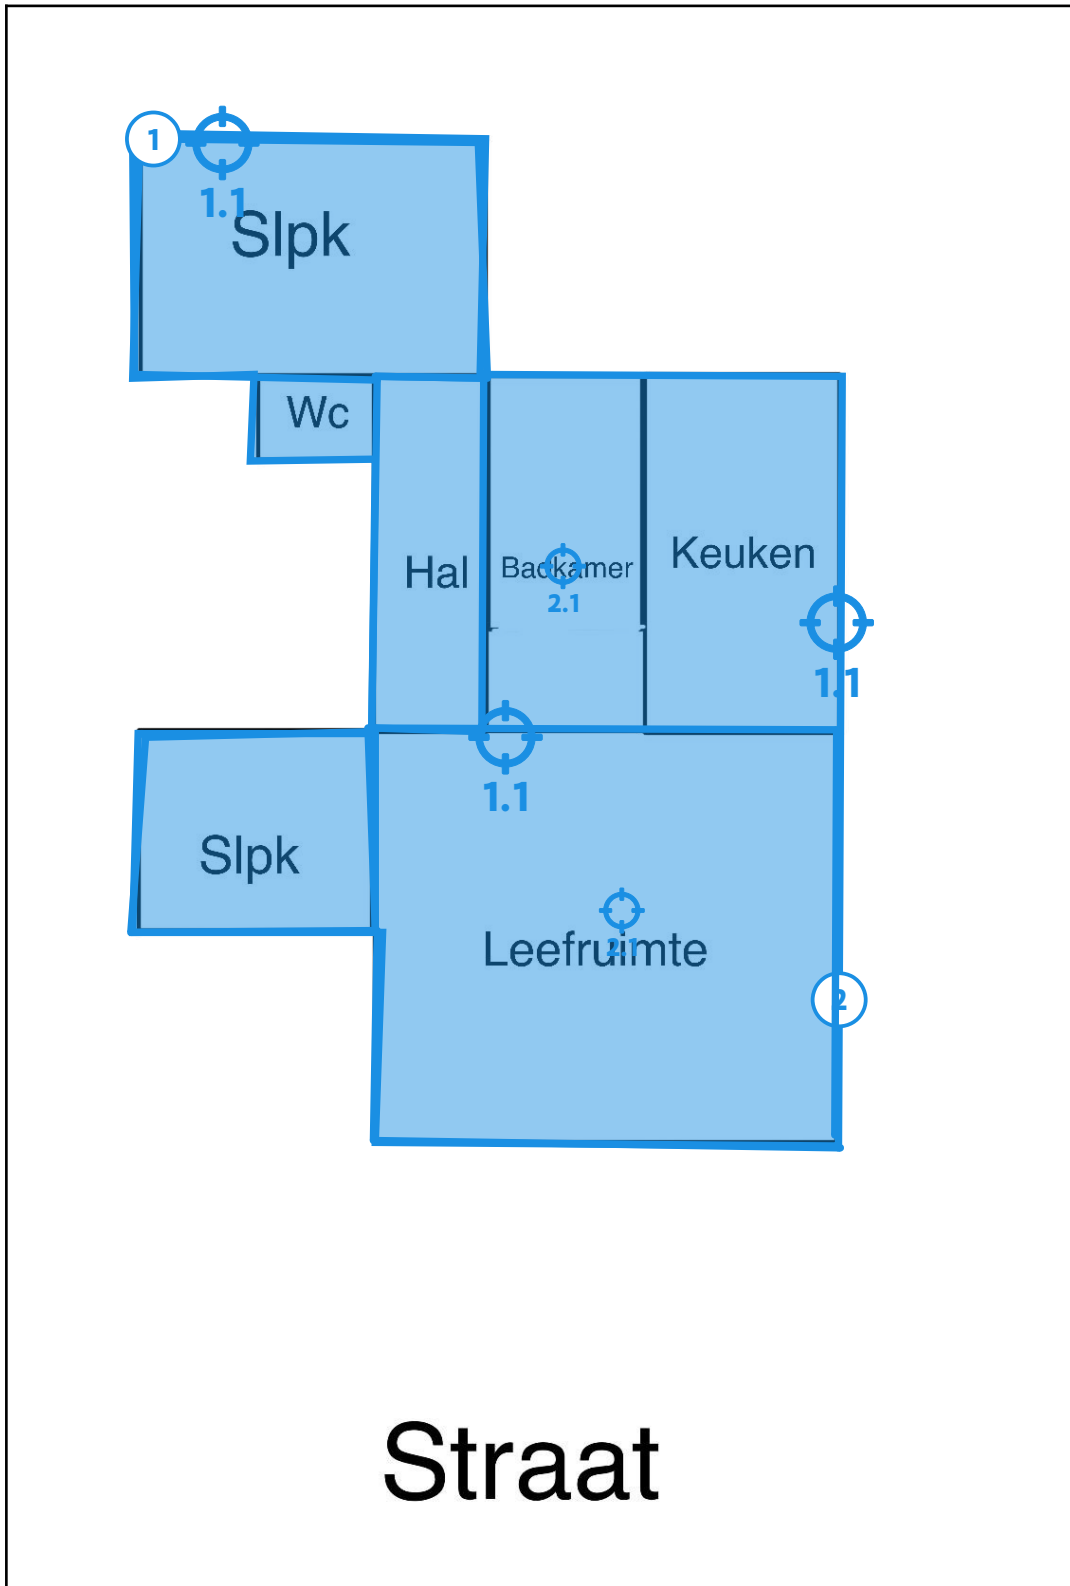 1
1.1
Slpk
Wc
Hal
Badkamer
2.1
Keuken
1.1
1.1
Slpk
Leefruimte
2.1
2
Straat